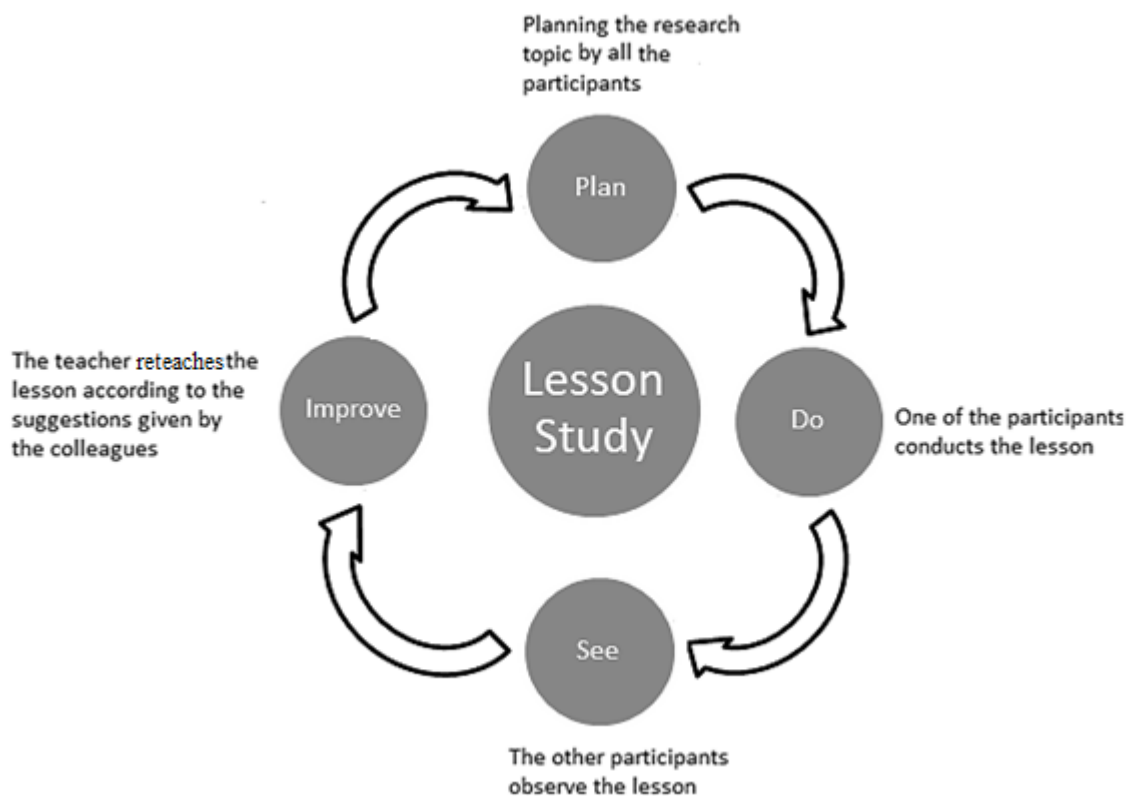 Planning the research
topic by all the
participants
Plan
The teacher reteaches the
lesson according to the
suggestions given by
the colleagues
Improve
Lesson
Study
Do
One of the participants
conducts the lesson
See
The other participants
observe the lesson